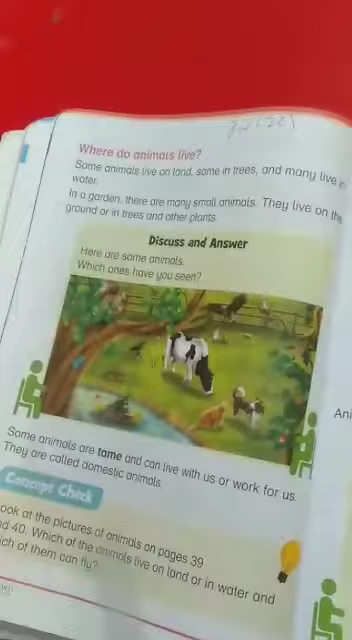 Where do animals live?
Some animals live on land, some in trees, and many live in
water.
In a garden, there are many small animals. They live on the
ground or in trees and other plants.
Discuss and Answer
Here are some animals.
Which ones have you seen?
Some animals are tame and can live with us or work for us.
They are called domestic animals.
Concept Check
ook at the pictures of animals on pages 39
nd 40. Which of the animals live on land or in water and
ich of them can fly?
Ani